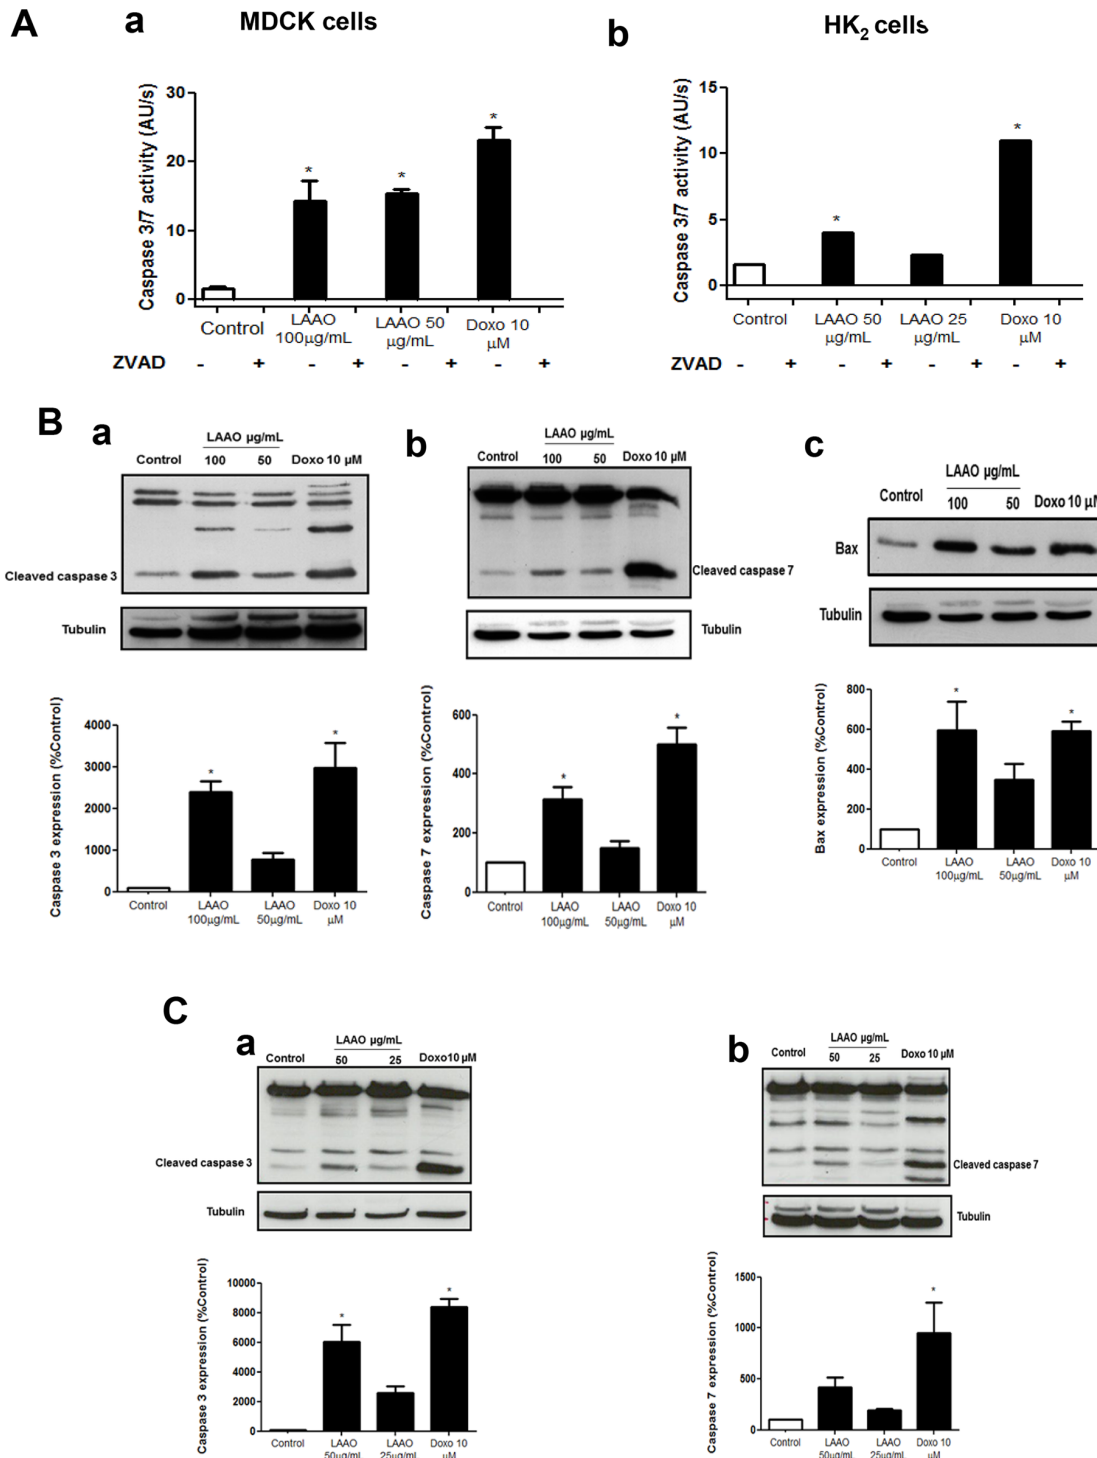 A
a
MDCK cells
b
HK2 cells
Caspase 3/7 activity (AU/s)
30
20
10
0
*
*
*
Control
LAAO
100µg/mL
LAAO 50
µg/mL
Doxo 10
µM
ZVAD - + - + - + - +
Caspase 3/7 activity (AU/s)
15
10
5
0
*
*
Control
LAAO 50
µg/mL
LAAO 25
µg/mL
Doxo 10
µM
ZVAD - + - + - + - +
B
a
LAAO µg/mL
Control 100 50 Doxo 10 µM
Cleaved caspase 3
Tubulin
Caspase 3 expression (%Control)
4000
3000
2000
1000
0
*
*
Control
LAAO
100µg/mL
LAAO
50µg/mL
Doxo 10
µM
b
LAAO µg/mL
Control 100 50 Doxo 10 µM
Cleaved caspase 7
Tubulin
Caspase 7 expression (%Control)
600
400
200
0
*
*
Control
LAAO
100µg/mL
LAAO
50µg/mL
Doxo 10
µM
c
LAAO µg/mL
Control 100 50 Doxo 10 µM
Bax
Tubulin
Bax expression (%Control)
800
600
400
200
0
*
*
Control
LAAO
100µg/mL
LAAO
50µg/mL
Doxo 10
µM
C
a
LAAO µg/mL
Control 50 25 Doxo10 µM
Cleaved caspase 3
Tubulin
Caspase 3 expression (%Control)
10000
8000
6000
4000
2000
0
*
*
Control
LAAO
50µg/mL
LAAO
25µg/mL
Doxo 10
µM
b
LAAO µg/mL
Control 50 25 Doxo 10 µM
Cleaved caspase 7
Tubulin
Caspase 7 expression (%Control)
1500
1000
500
0
*
Control
LAAO
50µg/mL
LAAO
25µg/mL
Doxo 10
µM